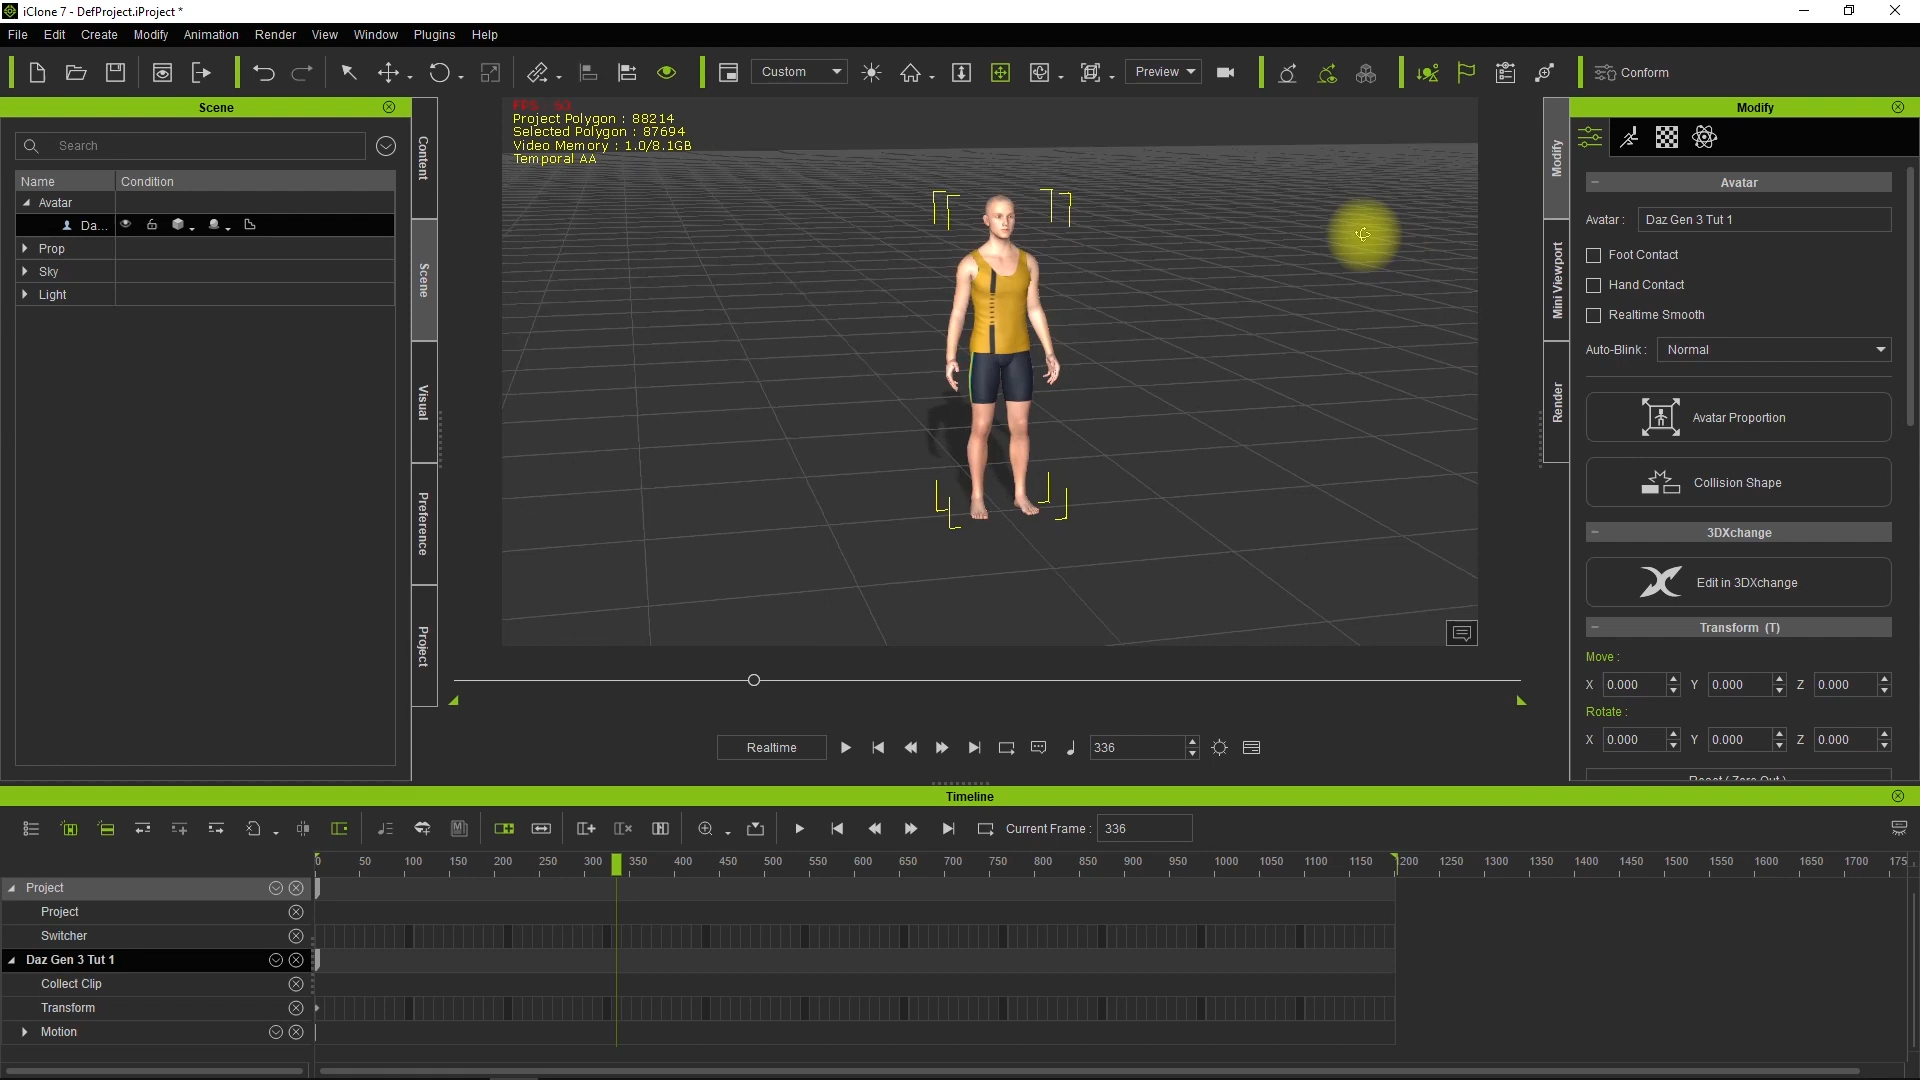 iClone 7 - DefProject.iProject *
File Edit Create Modify Animation Render View Window Plugins Help
Custom
Preview
Conform
Scene
Search
Name Condition
Avatar
Da...
Prop
Sky
Light
Content
Scene
Visual
Preference
Project
FPS : 60
Project Polygon : 88214
Selected Polygon : 87694
Video Memory : 1.0/8.1GB
Temporal AA
Modify
Mini Viewport
Render
Modify
Avatar
Avatar : Daz Gen 3 Tut 1
Foot Contact
Hand Contact
Realtime Smooth
Auto-Blink : Normal
Avatar Proportion
Collision Shape
3DXchange
Edit in 3DXchange
Transform (T)
Move :
X 0.000 Y 0.000 Z 0.000
Rotate :
X 0.000 Y 0.000 Z 0.000
Reset ( Zero Out )
Realtime
336
Timeline
Current Frame : 336
0 50 100 150 200 250 300 350 400 450 500 550 600 650 700 750 800 850 900 950 1000 1050 1100 1150 1200 1250 1300 1350 1400 1450 1500 1550 1600 1650 1700 175
Project
Project
Switcher
Daz Gen 3 Tut 1
Collect Clip
Transform
Motion